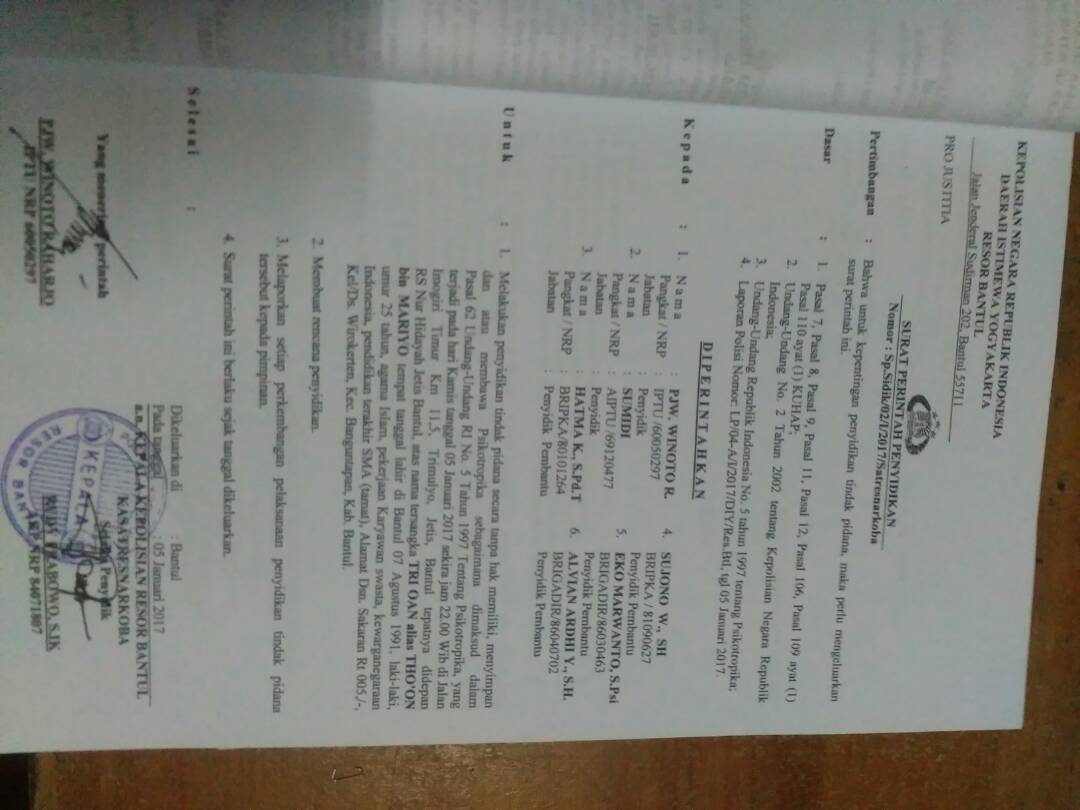 KEPOLISIAN NEGARA REPUBLIK INDONESIA
DAERAH ISTIMEWA YOGYAKARTA
RESOR BANTUL
Jalan Jenderal Sudirman 202, Bantul 55711
PRO JUSTITIA
SURAT PERINTAH PENYIDIKAN
Nomor : Sp.Sidik/02/I/2017/Satresnarkoba
Pertimbangan : Bahwa untuk kepentingan penyidikan tindak pidana, maka perlu mengeluarkan
surat perintah ini.
Dasar : 1. Pasal 7, Pasal 8, Pasal 9, Pasal 11, Pasal 12, Pasal 106, Pasal 109 ayat (1)
Pasal 110 ayat (1) KUHAP;
2. Undang-Undang No. 2 Tahun 2002 tentang Kepolisian Negara Republik
Indonesia;
3. Undang-Undang Republik Indonesia No. 5 tahun 1997 tentang Psikotropika;
4. Laporan Polisi Nomor: LP/04-A/I/2017/DIY/Res.Btl, tgl 05 Januari 2017.
DIPERINTAHKAN
Kepada : 1. Nama : PJW. WINOTO R.
Pangkat / NRP : IPTU /60050297
Jabatan : Penyidik
2. Nama : SUMIDI
Pangkat / NRP : AIPTU /69120477
Jabatan : Penyidik
3. Nama : HATMA K., S.Pd.T
Pangkat / NRP : BRIPKA/80101264
Jabatan : Penyidik Pembantu
4. SUJONO W., SH
BRIPKA / 81090627
Penyidik Pembantu
5. EKO MARWANTO, S.Psi
BRIGADIR/86030463
Penyidik Pembantu
6. ALVIAN ARDHI Y., S.H.
BRIGADIR/86040702
Penyidik Pembantu
Untuk : 1. Melakukan penyidikan tindak pidana secara tanpa hak memiliki, menyimpan
dan atau membawa Psikotropika sebagaimana dimaksud dalam
Pasal 62 Undang-Undang RI No. 5 Tahun 1997 Tentang Psikotropika, yang
terjadi pada hari Kamis tanggal 05 Januari 2017 sekira jam 22.00 Wib di Jalan
Imogiri Timur Km 11,5, Trimulyo, Jetis, Bantul tepatnya didepan
RS Nur Hidayah Jetis Bantul, atas nama tersangka TRI OAN alias THO'ON
bin MARIYO tempat tanggal lahir di Bantul 07 Agustus 1991, laki-laki,
umur 25 tahun, agama Islam, pekerjaan Karyawan swasta, kewarganegaraan
Indonesia, pendidikan terakhir SMA (tamat), Alamat Dsn. Sakaran Rt 005,/-,
Kel/Ds. Wirokerten, Kec. Banguntapan, Kab. Bantul.
2. Membuat rencana penyidikan.
3. Melaporkan setiap perkembangan pelaksanaan penyidikan tindak pidana
tersebut kepada pimpinan.
4. Surat perintah ini berlaku sejak tanggal dikeluarkan.
Selesai :
Dikeluarkan di : Bantul
Pada tanggal : 05 Januari 2017
a.n. KEPALA KEPOLISIAN RESOR BANTUL
KASATRESNARKOBA
Selaku Penyidik
KEPALA
RESOR BANTUL
RUDY PRABOWO, S.IK
AKP NRP 84071807
Yang menerima perintah
PJW. WINOTO RAHARJO
IPTU NRP 60050297